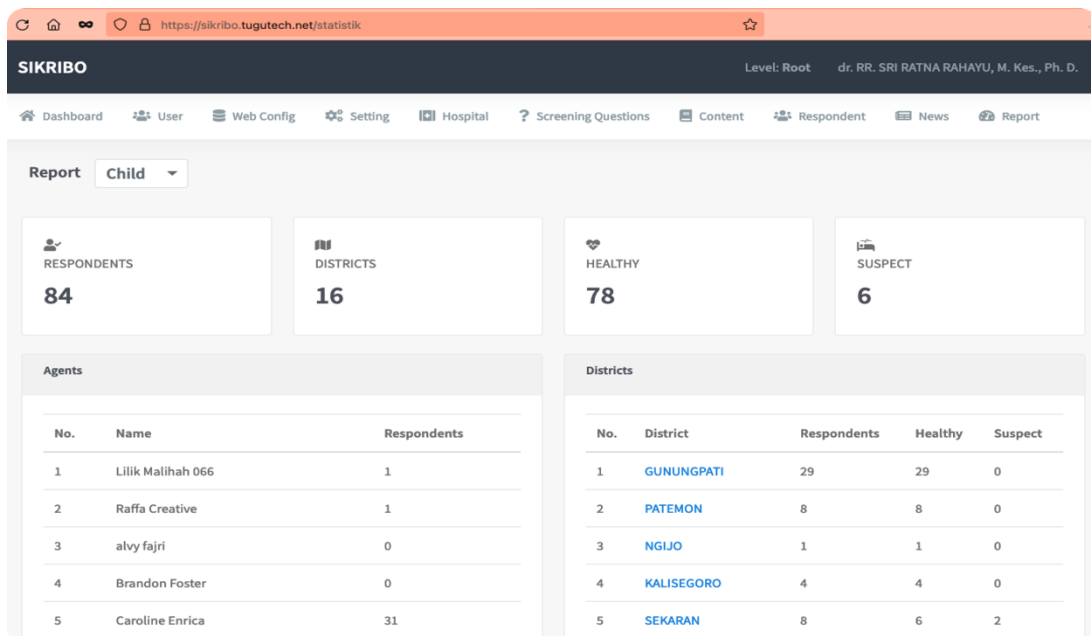 https://sikribo.tugutech.net/statistik
SIKRIBO
Level: Root dr. RR. SRI RATNA RAHAYU, M. Kes., Ph. D.
Dashboard User Web Config Setting Hospital ? Screening Questions Content Respondent News Report
Report Child
RESPONDENTS
84
DISTRICTS
16
HEALTHY
78
SUSPECT
6
Agents
No. Name Respondents
1 Lilik Malihah 066 1
2 Raffa Creative 1
3 alvy fajri 0
4 Brandon Foster 0
5 Caroline Enrica 31
Districts
No. District Respondents Healthy Suspect
1 GUNUNGPATI 29 29 0
2 PATEMON 8 8 0
3 NGIJO 1 1 0
4 KALISEGORO 4 4 0
5 SEKARAN 8 6 2